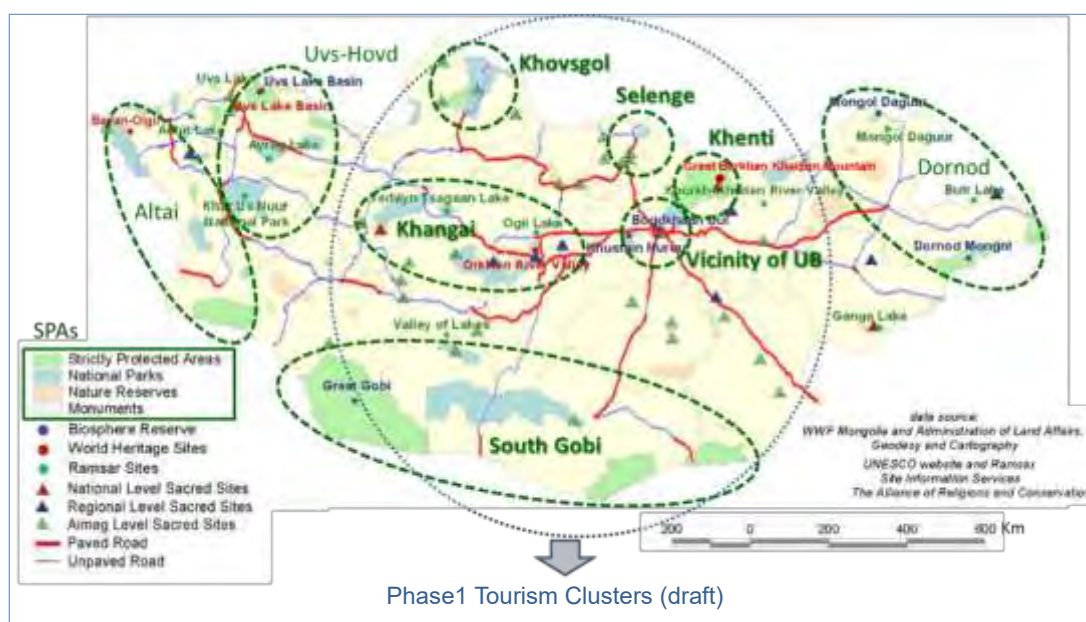 Uvs-Hovd
Khovsgol
Uvs Lake
Uvs Lake Basin
Uvs Lake Basin
Selenge
Mongol Daguur
Bayan-Olgii
Mongol Daguur
Khenti
Airag Lake
Great Burkhan Khaldun Mountain
Dornod
Buir Lake
Altai
Khar Us Nuur
National Park
Terhiyn Tsagaan Lake
Ogii Lake
Khangai
Khustain Nuruu
Dornod Mongol
Orkhon River Valley
Vicinity of UB
Ganga Lake
Valley of Lakes
SPAs
Strictly Protected Areas
National Parks
Nature Reserves
Monuments
Great Gobi
South Gobi
Biosphere Reserve
World Heritage Sites
Ramsar Sites
National Level Sacred Sites
Regional Level Sacred Sites
Aimag Level Sacred Sites
Paved Road
Unpaved Road
data source:
WWF Mongolia and Administration of Land Affairs,
Geodesy and Cartography
UNESCO website and Ramsar
Site Information Services
The Alliance of Religions and Conservation
200 0 200 400 600 Km
Phase1 Tourism Clusters (draft)